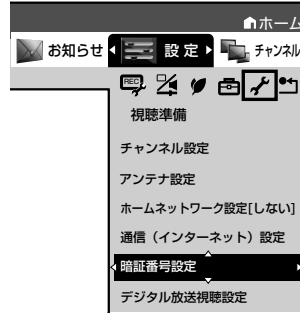 ホーム
お知らせ
設定
チャンネル
REC
視聴準備
チャンネル設定
アンテナ設定
ホームネットワーク設定[しない]
通信（インターネット）設定
暗証番号設定
デジタル放送視聴設定